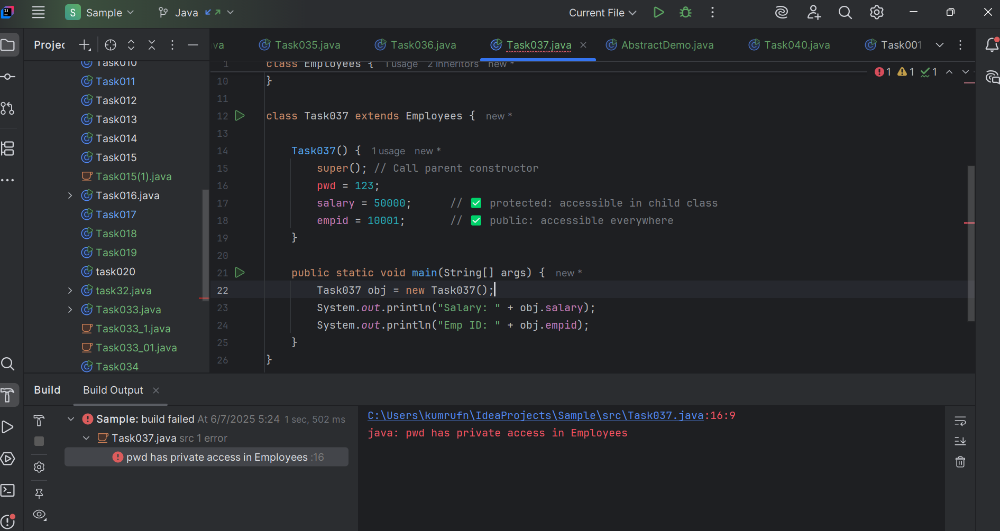 S Sample
Java
Current File
Project
va
Task035.java
Task036.java
Task037.java
AbstractDemo.java
Task040.java
Task001
Task010
Task011
Task012
Task013
Task014
Task015
Task015(1).java
Task016.java
Task017
Task018
Task019
task020
task32.java
Task033.java
Task033_1.java
Task033_01.java
Task034
1 class Employees { 1 usage 2 inheritors new *
1 1 1
10 }
11
12 class Task037 extends Employees { new *
13
14 Task037() { 1 usage new *
15 super(); // Call parent constructor
16 pwd = 123;
17 salary = 50000; // ✅ protected: accessible in child class
18 empid = 10001; // ✅ public: accessible everywhere
19 }
20
21 public static void main(String[] args) { new *
22 Task037 obj = new Task037();
23 System.out.println("Salary: " + obj.salary);
24 System.out.println("Emp ID: " + obj.empid);
25 }
26 }
Build
Build Output
Sample: build failed At 6/7/2025 5:24 1 sec, 502 ms
Task037.java src 1 error
pwd has private access in Employees :16
C:\Users\kumrufn\IdeaProjects\Sample\src\Task037.java:16:9
java: pwd has private access in Employees